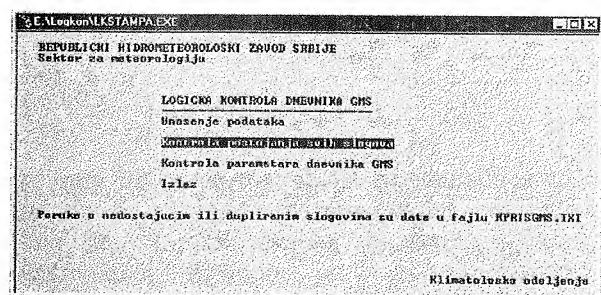 E:\Logkon\LKSTAMPA.EXE
REPUBLICKI HIDROMETEOROLOSKI ZAVOD SRBIJE
Sektor za meteorologiju
LOGICKA KONTROLA DNEVNIKA GMS
Unosenje podataka
Kontrola postojanja svih slogova
Kontrola parametara dnevnika GMS
Izlaz
Poruke o nedostajucim ili dupliranim slogovima su date u fajlu KPRISGMS.TXT
Klimatolosko odeljenje